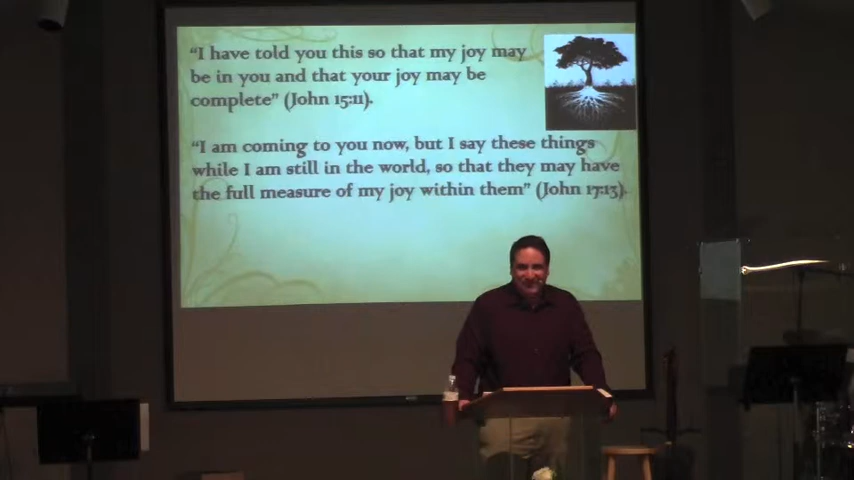 “I have told you this so that my joy may
be in you and that your joy may be
complete” (John 15:11).
“I am coming to you now, but I say these things
while I am still in the world, so that they may have
the full measure of my joy within them” (John 17:13)